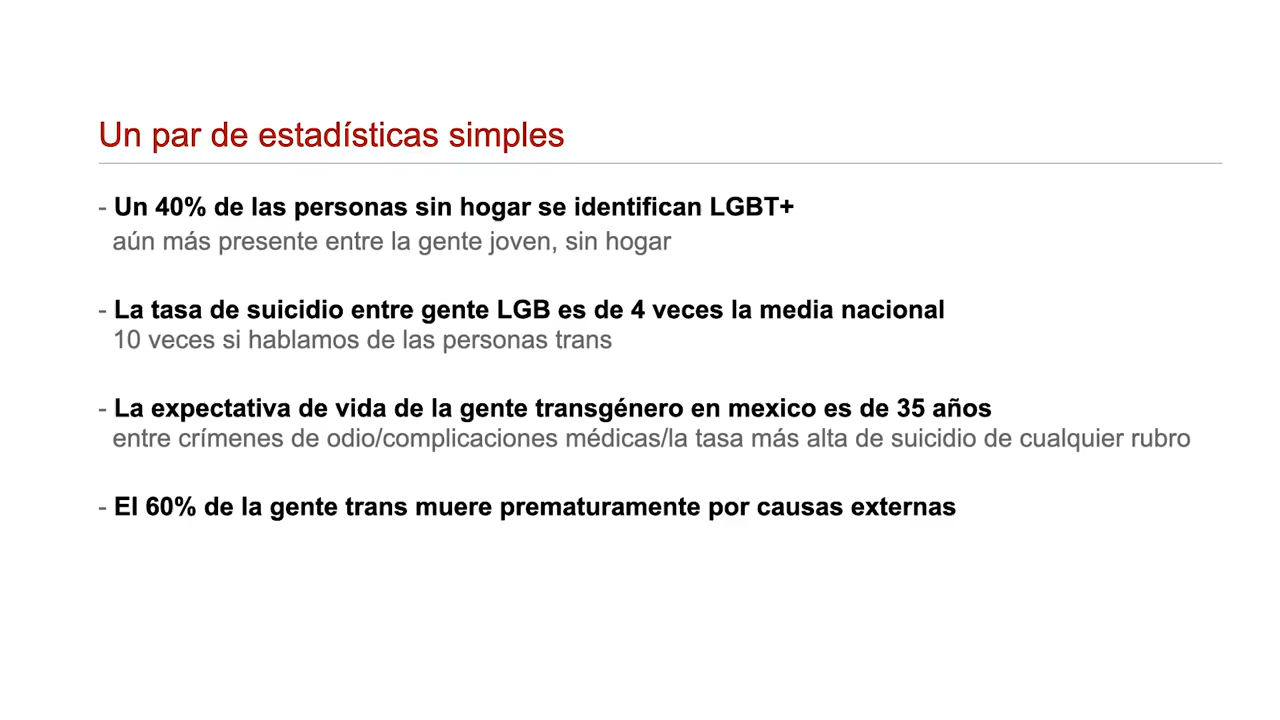 Un par de estadísticas simples
- Un 40% de las personas sin hogar se identifican LGBT+
aún más presente entre la gente joven, sin hogar
- La tasa de suicidio entre gente LGB es de 4 veces la media nacional
10 veces si hablamos de las personas trans
- La expectativa de vida de la gente transgénero en mexico es de 35 años
entre crímenes de odio/complicaciones médicas/la tasa más alta de suicidio de cualquier rubro
- El 60% de la gente trans muere prematuramente por causas externas